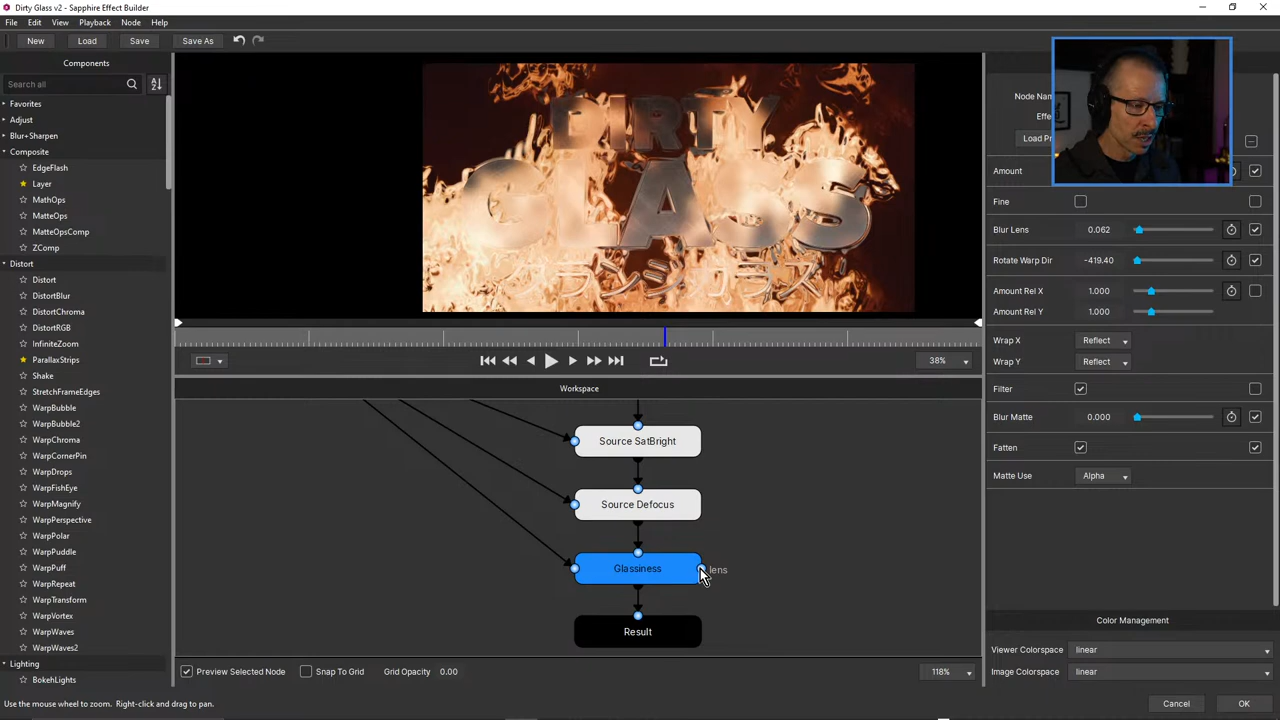 Dirty Glass v2 - Sapphire Effect Builder
File Edit View Playback Node Help
New Load Save Save As
Components
Search all
Favorites
Adjust
Blur+Sharpen
Composite
EdgeFlash
Layer
MathOps
MatteOps
MatteOpsComp
ZComp
Distort
Distort
DistortBlur
DistortChroma
DistortRGB
InfiniteZoom
ParallaxStrips
Shake
StretchFrameEdges
WarpBubble
WarpBubble2
WarpChroma
WarpCornerPin
WarpDrops
WarpFishEye
WarpMagnify
WarpPerspective
WarpPolar
WarpPuddle
WarpPuff
WarpRepeat
WarpTransform
WarpVortex
WarpWaves
WarpWaves2
Lighting
BokehLights
DIRTY
GLASS
38%
Workspace
Source SatBright
Source Defocus
Glassiness
lens
Result
Preview Selected Node Snap To Grid Grid Opacity 0.00 118%
Node Nam
Effe
Load Pr
Amount
Fine
Blur Lens 0.062
Rotate Warp Dir -419.40
Amount Rel X 1.000
Amount Rel Y 1.000
Wrap X Reflect
Wrap Y Reflect
Filter
Blur Matte 0.000
Fatten
Matte Use Alpha
Color Management
Viewer Colorspace linear
Image Colorspace linear
Use the mouse wheel to zoom. Right-click and drag to pan.
Cancel OK